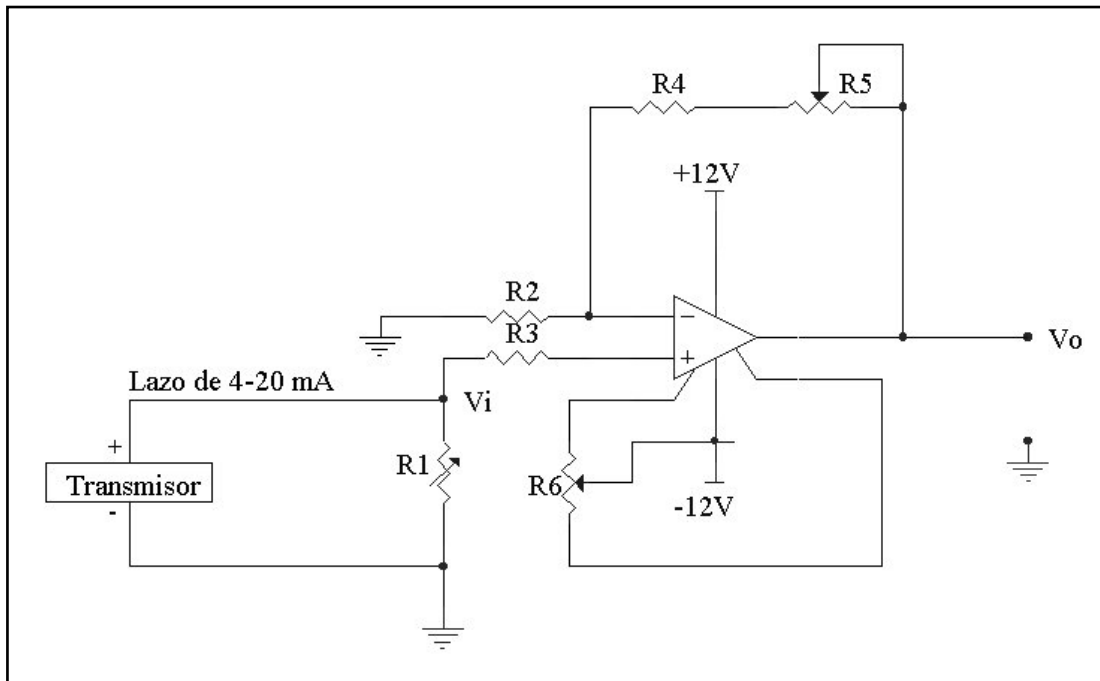 R4
R5
+12V
R2
−
R3
+
Vo
Lazo de 4-20 mA
Vi
+
R1
Transmisor
R6
-
-12V